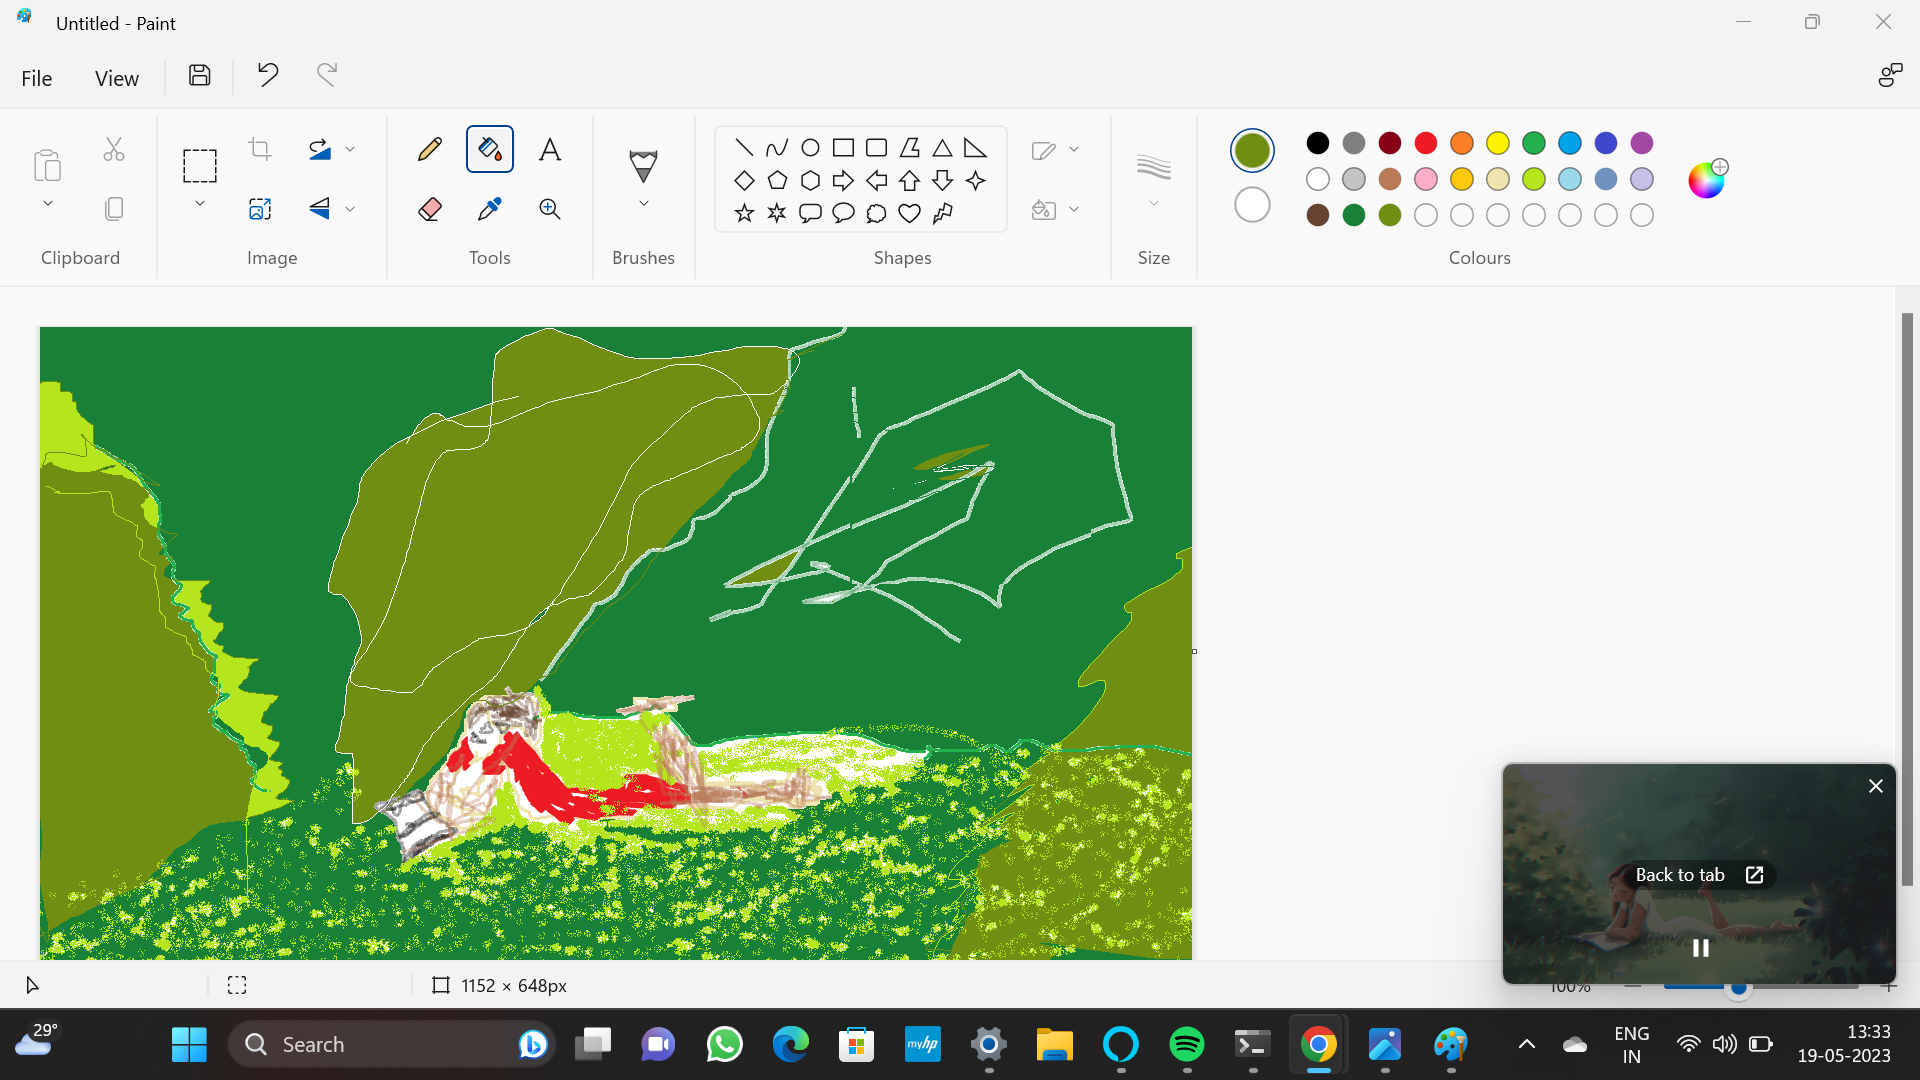 Untitled - Paint
File
View
Clipboard
Image
Tools
Brushes
Shapes
Size
Colours
Back to tab
1152 × 648px
100%
29°
Search
myhp
ENG
IN
13:33
19-05-2023